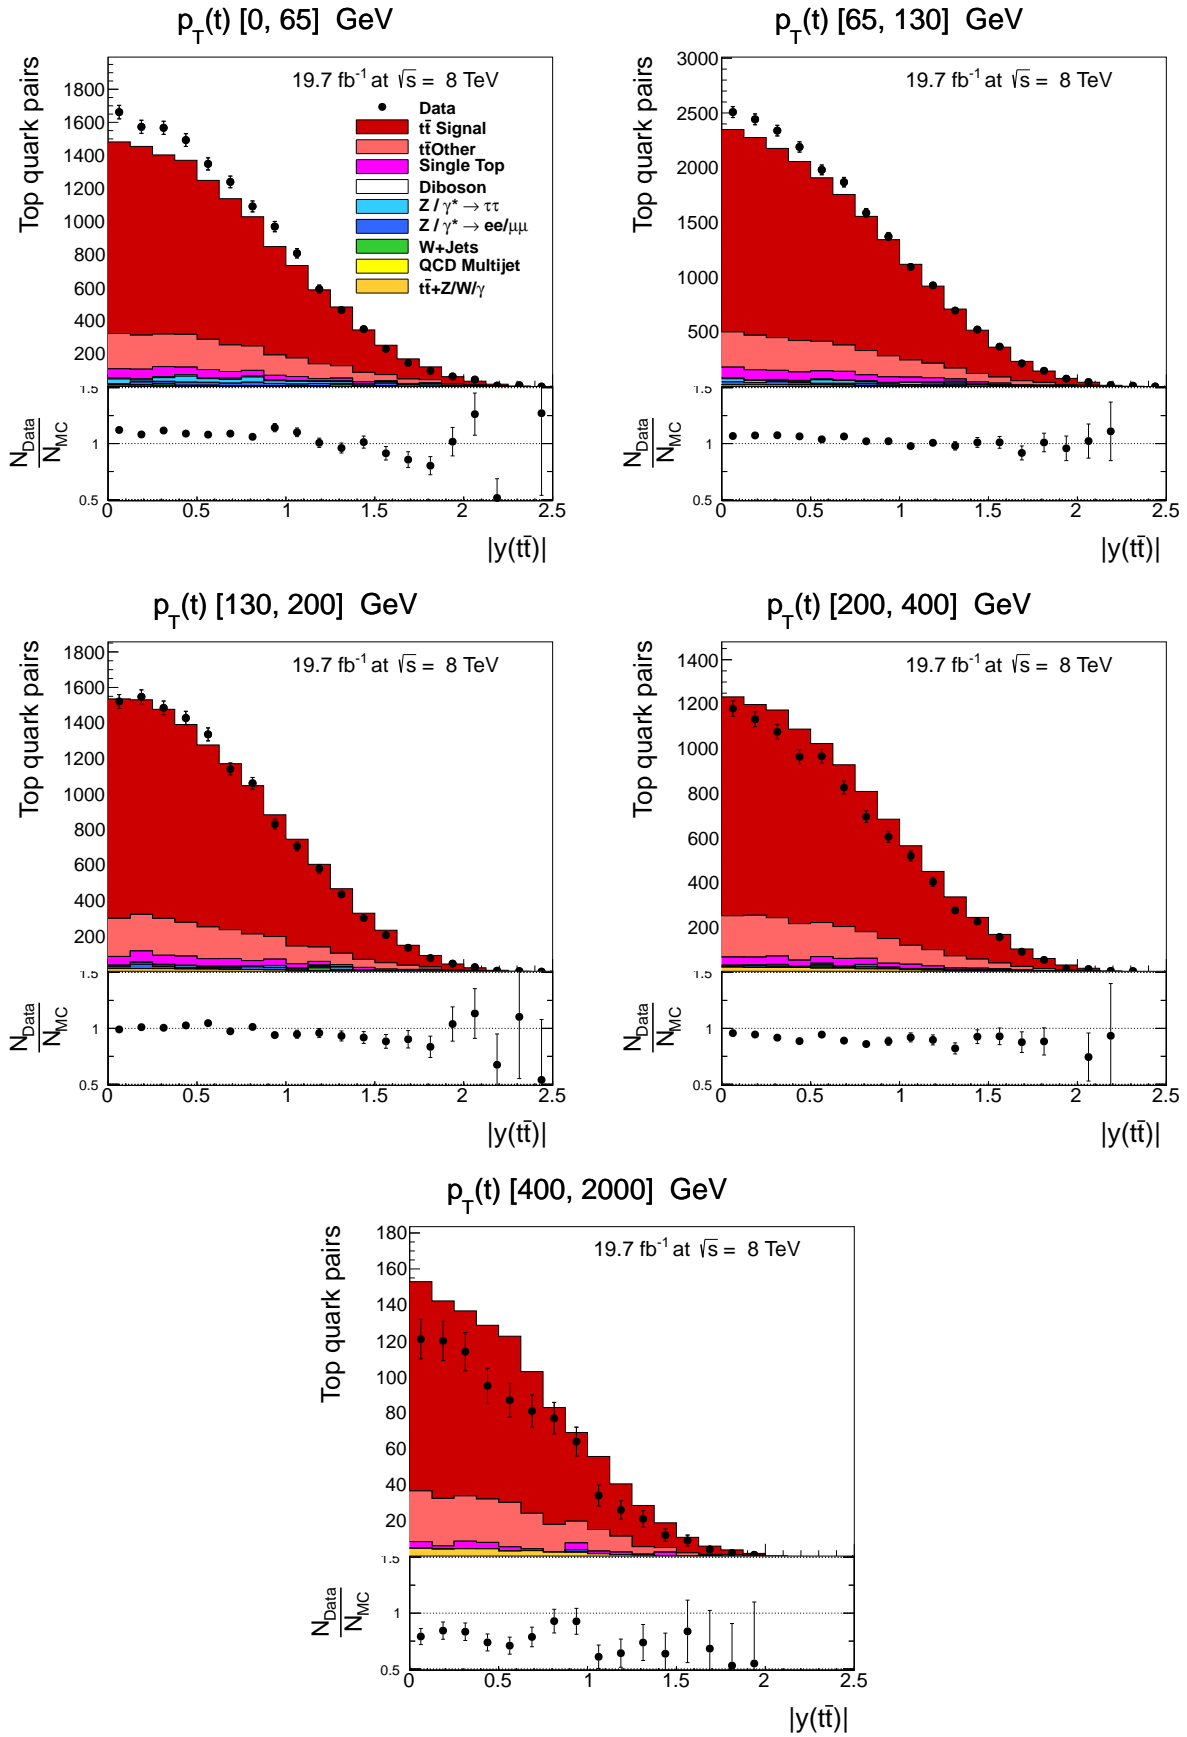 p_T(t) [0, 65] GeV
Top quark pairs
19.7 fb⁻¹ at √s = 8 TeV
Data
tt̄ Signal
tt̄Other
Single Top
Diboson
Z / γ* → ττ
Z / γ* → ee/μμ
W+Jets
QCD Multijet
tt̄+Z/W/γ
1800
1600
1400
1200
1000
800
600
400
200
N_Data
N_MC
1.5
1
0.5
0 0.5 1 1.5 2 2.5
|y(tt̄)|
p_T(t) [65, 130] GeV
Top quark pairs
19.7 fb⁻¹ at √s = 8 TeV
3000
2500
2000
1500
1000
500
N_Data
N_MC
1.5
1
0.5
0 0.5 1 1.5 2 2.5
|y(tt̄)|
p_T(t) [130, 200] GeV
Top quark pairs
19.7 fb⁻¹ at √s = 8 TeV
1800
1600
1400
1200
1000
800
600
400
200
N_Data
N_MC
1.5
1
0.5
0 0.5 1 1.5 2 2.5
|y(tt̄)|
p_T(t) [200, 400] GeV
Top quark pairs
19.7 fb⁻¹ at √s = 8 TeV
1400
1200
1000
800
600
400
200
N_Data
N_MC
1.5
1
0.5
0 0.5 1 1.5 2 2.5
|y(tt̄)|
p_T(t) [400, 2000] GeV
Top quark pairs
19.7 fb⁻¹ at √s = 8 TeV
180
160
140
120
100
80
60
40
20
N_Data
N_MC
1.5
1
0.5
0 0.5 1 1.5 2 2.5
|y(tt̄)|